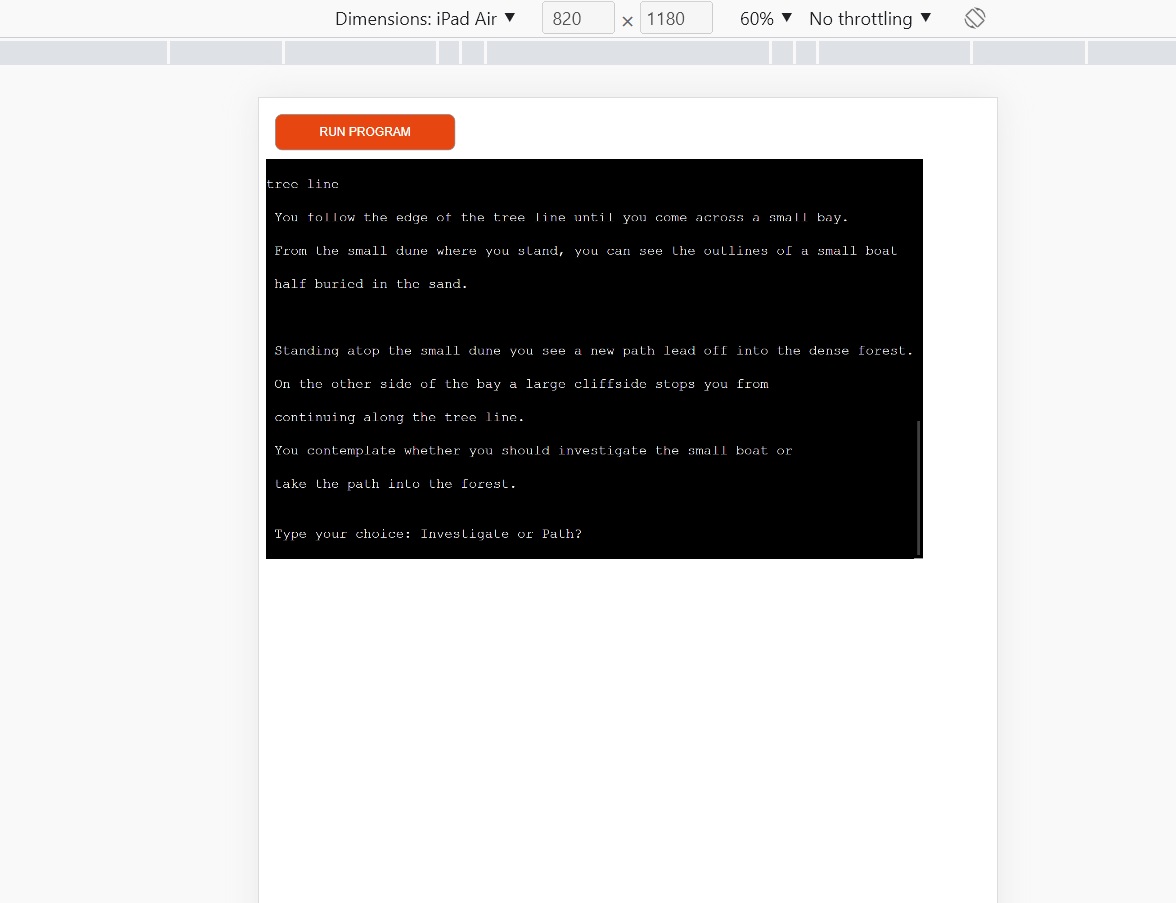 Dimensions: iPad Air ▼ 820 × 1180 60% ▼ No throttling ▼
RUN PROGRAM
tree line
You follow the edge of the tree line until you come across a small bay.
From the small dune where you stand, you can see the outlines of a small boat
half buried in the sand.
Standing atop the small dune you see a new path lead off into the dense forest.
On the other side of the bay a large cliffside stops you from
continuing along the tree line.
You contemplate whether you should investigate the small boat or
take the path into the forest.
Type your choice: Investigate or Path?